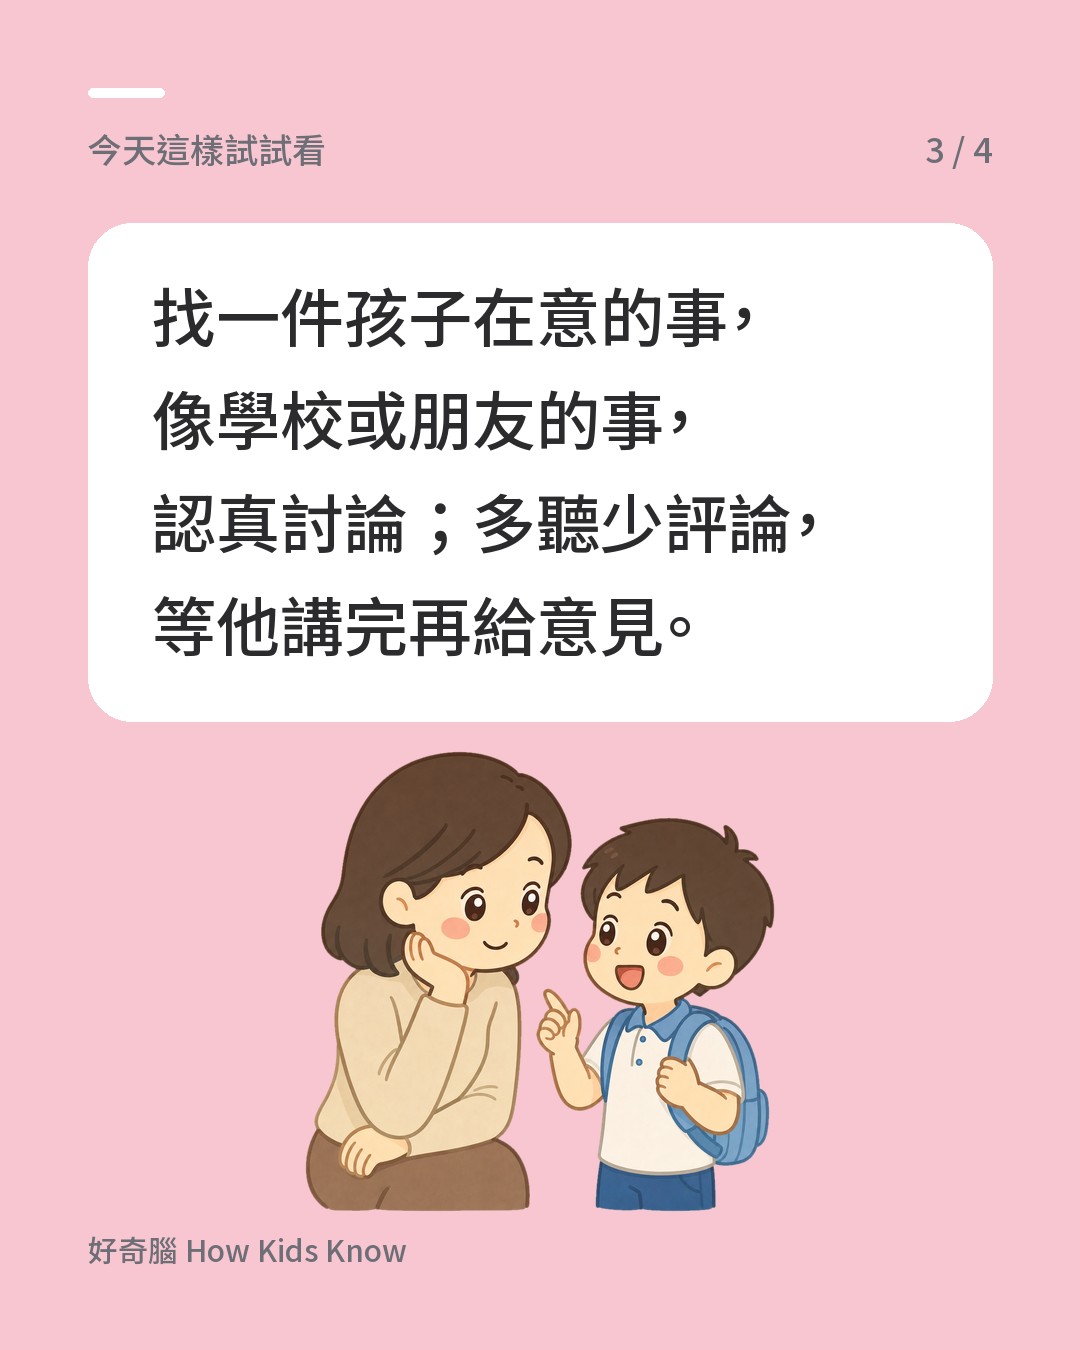 今天這樣試試看
3 / 4
找一件孩子在意的事，
像學校或朋友的事，
認真討論；多聽少評論，
等他講完再給意見。
好奇腦 How Kids Know